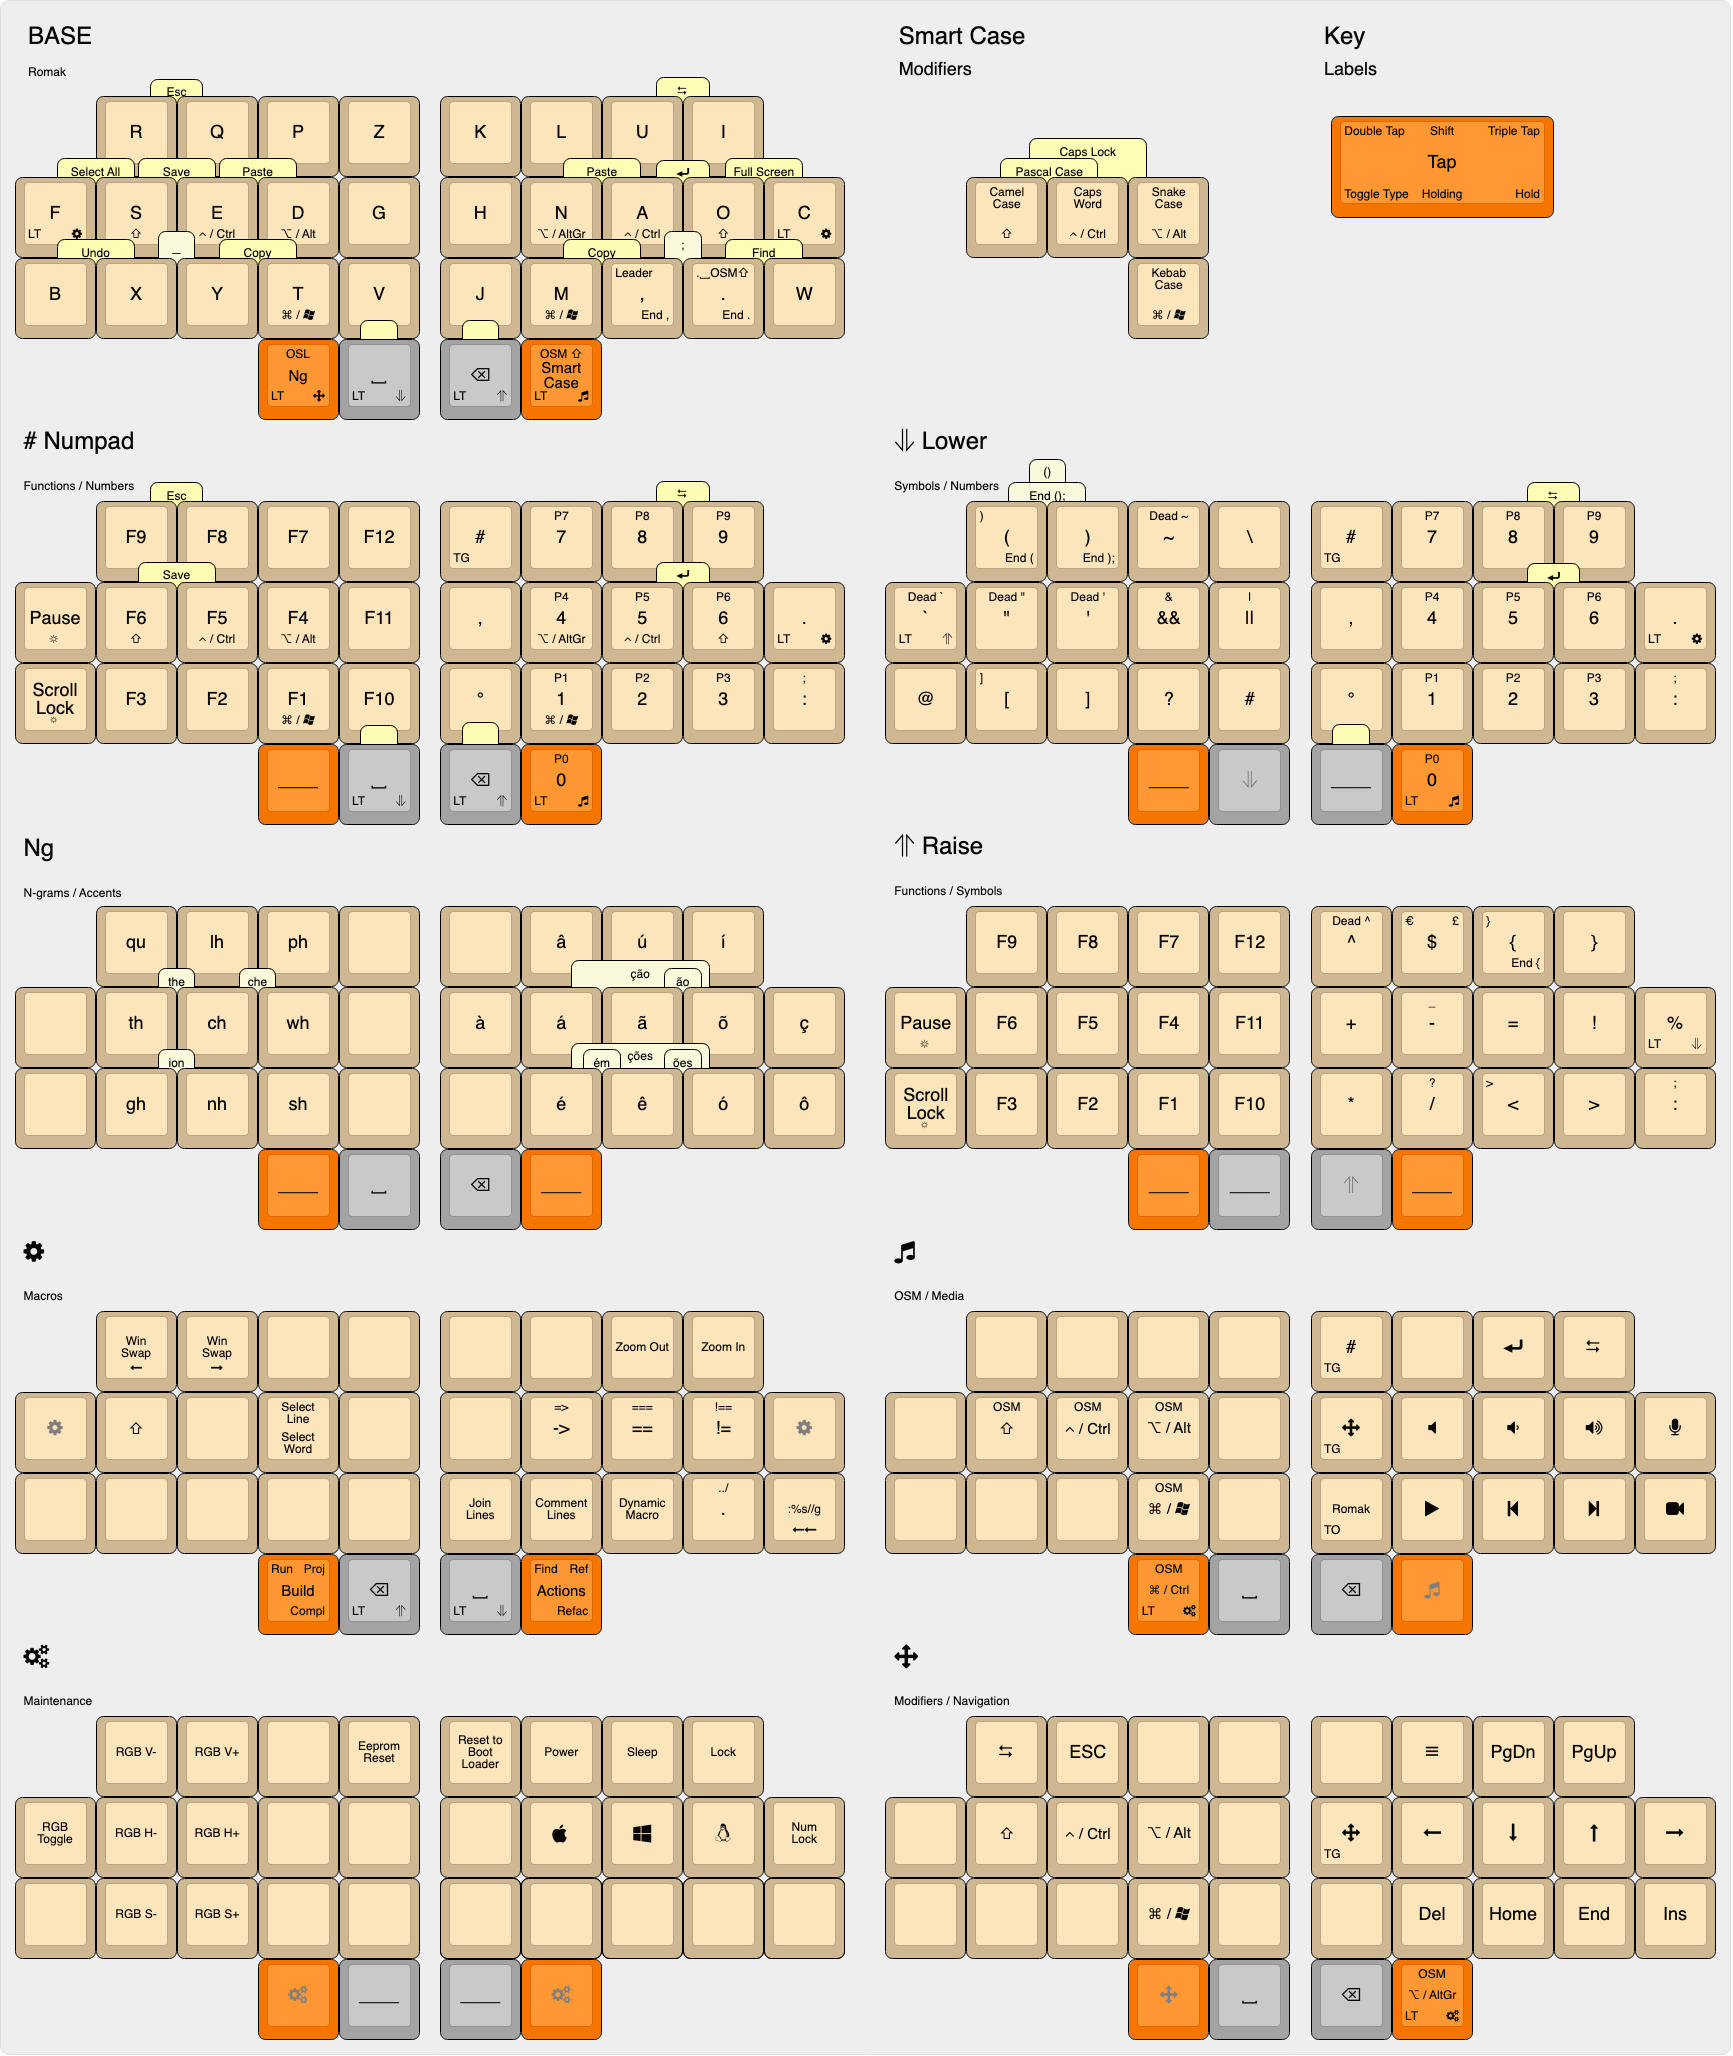 BASE
Smart Case
Key
Romak
Modifiers
Labels
Esc
⇆
R Q P Z K L U I
Select All Save Paste Paste ↵ Full Screen
F S E D G H N A O C
LT ⇧ ^ / Ctrl ⌥ / Alt ⌥ / AltGr ^ / Ctrl ⇧ LT
Undo _ Copy Copy ; Find
B X Y T V J M , . W
⌘ / ⌘ /
Leader
End ,
.⎵OSM⇧
End .
OSL
Ng
LT
⎵
LT ⇓
⌫
LT ⇑
OSM ⇧
Smart
Case
LT
Caps Lock
Pascal Case
Camel
Case
⇧
Caps
Word
^ / Ctrl
Snake
Case
⌥ / Alt
Kebab
Case
⌘ /
Double Tap Shift Triple Tap
Tap
Toggle Type Holding Hold
# Numpad
Functions / Numbers
Esc
⇆
P7 P8 P9
F9 F8 F7 F12 # 7 8 9
TG
Save
↵
P4 P5 P6
Pause F6 F5 F4 F11 , 4 5 6 .
⇧ ^ / Ctrl ⌥ / Alt ⌥ / AltGr ^ / Ctrl ⇧ LT
P1 P2 P3 ;
Scroll
Lock
F3 F2 F1 F10 ° 1 2 3 :
⌘ / ⌘ /
P0
⎵ ⌫ 0
LT ⇓ LT ⇑ LT
⇓ Lower
Symbols / Numbers
()
End ();
⇆
) Dead ~ P7 P8 P9
( ) ~ \ # 7 8 9
End ( End ); TG
↵
Dead ` Dead " Dead ' & | P4 P5 P6
` " ' && || , 4 5 6 .
LT ⇑ LT
] P1 P2 P3 ;
@ [ ] ? # ° 1 2 3 :
P0
⇓ 0
LT
Ng
N-grams / Accents
qu lh ph â ú í
the che ção ão
th ch wh à á ã õ ç
ion ém ções ões
gh nh sh é ê ó ô
⎵ ⌫
⇑ Raise
Functions / Symbols
Dead ^ € £ }
F9 F8 F7 F12 ^ $ { }
End {
_
Pause F6 F5 F4 F11 + - = ! %
LT ⇓
? > ;
Scroll
Lock
F3 F2 F1 F10 * / < > :
⇑
Macros
Win
Swap
←
Win
Swap
→
Zoom Out Zoom In
⇧
Select
Line
Select
Word
=> === !==
-> == !=
Join
Lines
Comment
Lines
Dynamic
Macro
../
.
:%s//g
←←
Run Proj
Build
Compl
⌫
LT ⇑
⎵
LT ⇓
Find Ref
Actions
Refac
OSM / Media
#
TG
↵ ⇆
OSM OSM OSM
⇧ ^ / Ctrl ⌥ / Alt
TG
OSM
⌘ /
Romak
TO
OSM
⌘ / Ctrl
LT
⎵ ⌫
Maintenance
RGB V- RGB V+
Eeprom
Reset
Reset to
Boot
Loader
Power Sleep Lock
RGB
Toggle
RGB H- RGB H+
Num
Lock
RGB S- RGB S+
Modifiers / Navigation
⇆ ESC ≡ PgDn PgUp
⇧ ^ / Ctrl ⌥ / Alt ← ↓ ↑ →
TG
⌘ / Del Home End Ins
⎵ ⌫
OSM
⌥ / AltGr
LT